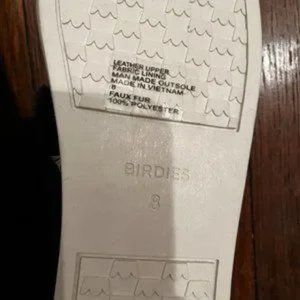 LEATHER UPPER
FABRIC LINING
MAN MADE OUTSOLE
MADE IN VIETNAM
8
FAUX FUR
100% POLYESTER
BIRDIES
8